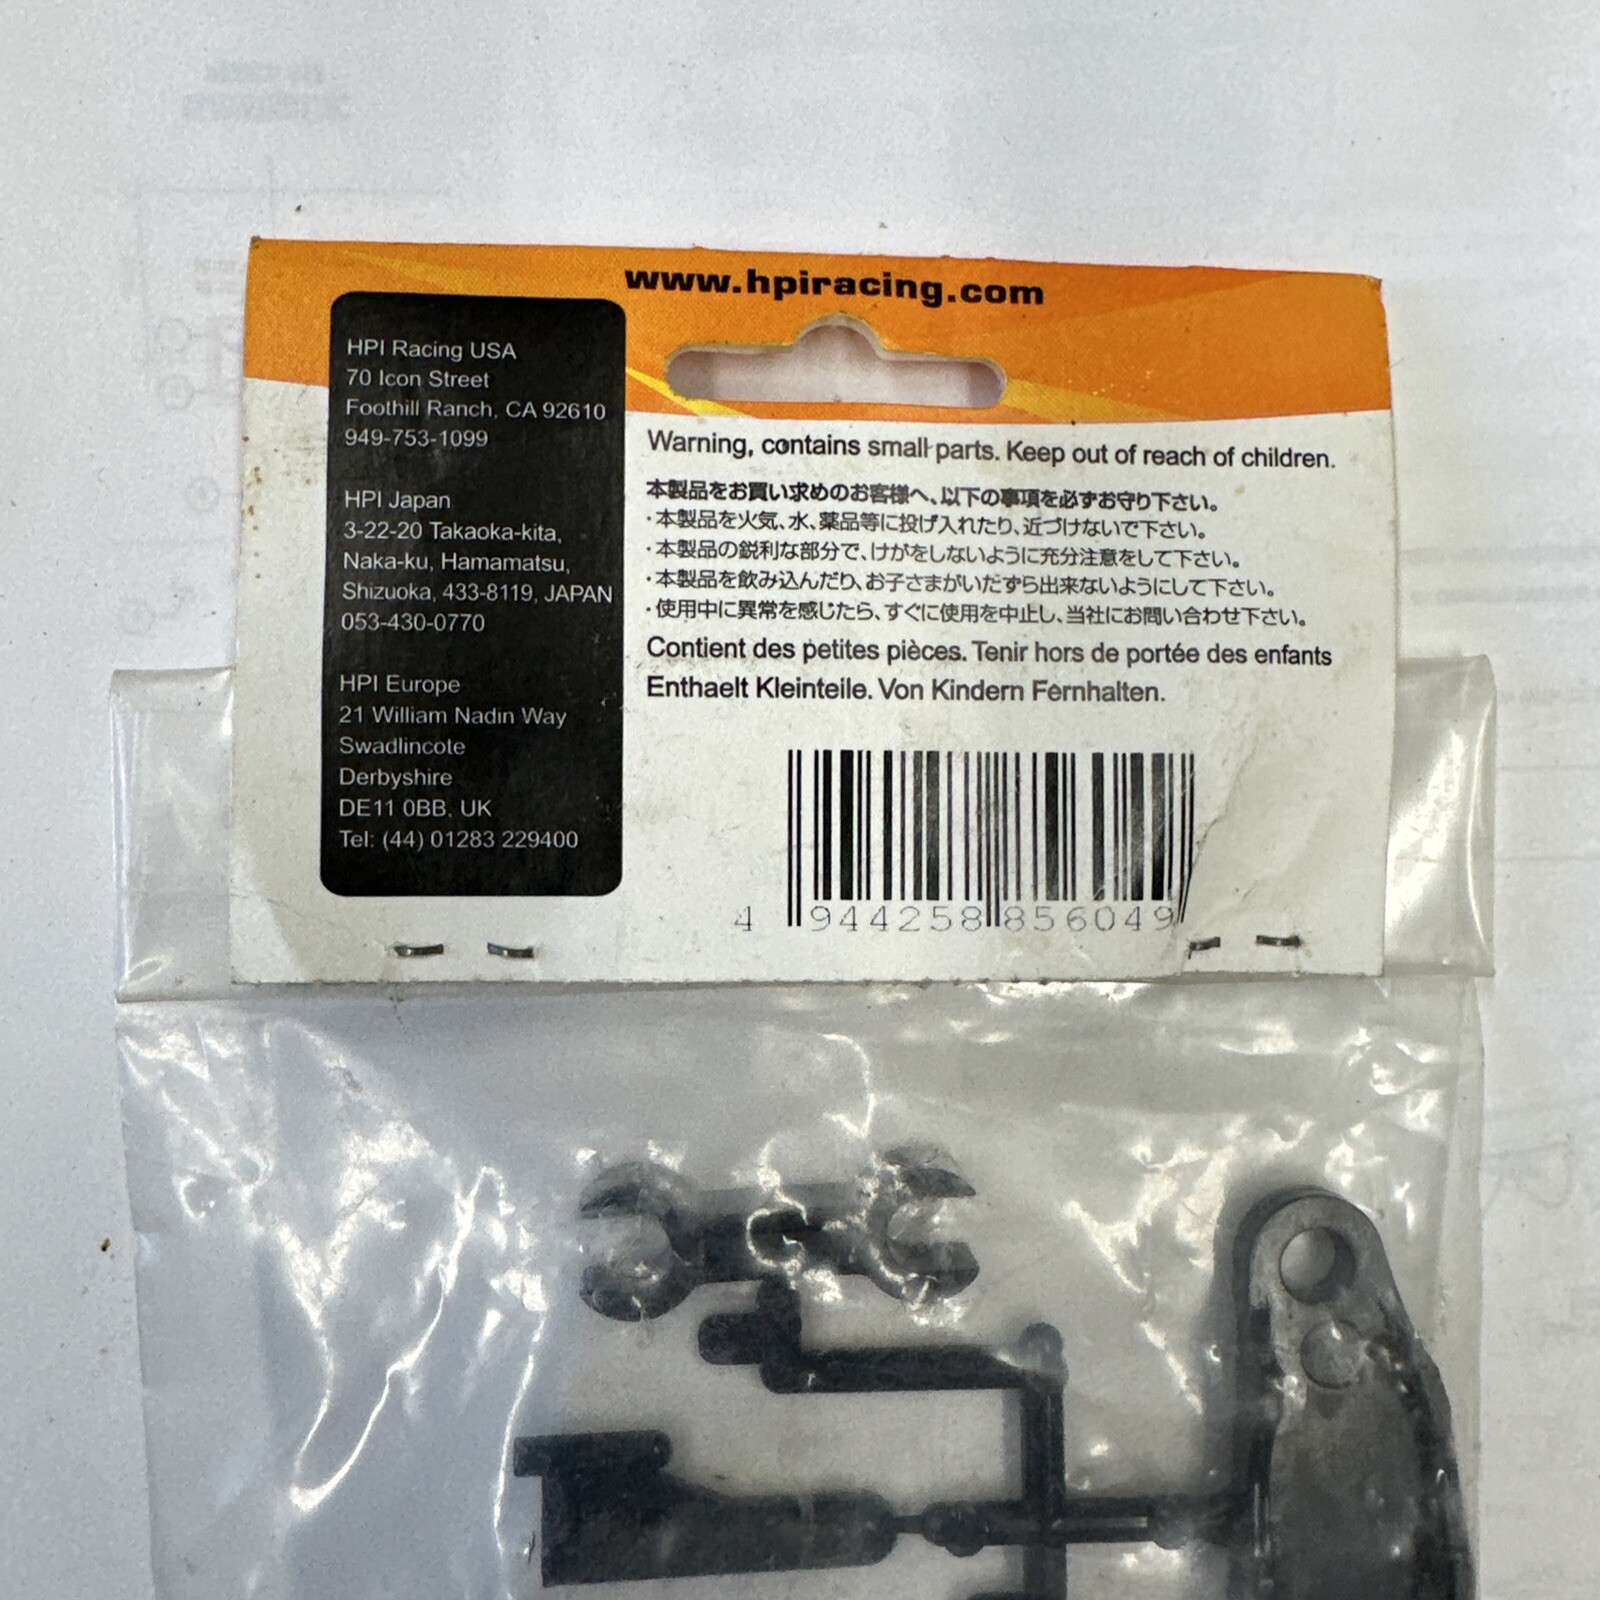 www.hpiracing.com
HPI Racing USA
70 Icon Street
Foothill Ranch, CA 92610
949-753-1099
HPI Japan
3-22-20 Takaoka-kita,
Naka-ku, Hamamatsu,
Shizuoka, 433-8119, JAPAN
053-430-0770
HPI Europe
21 William Nadin Way
Swadlincote
Derbyshire
DE11 0BB, UK
Tel: (44) 01283 229400
Warning, contains small parts. Keep out of reach of children.
本製品をお買い求めのお客様へ、以下の事項を必ずお守り下さい。
・本製品を火気、水、薬品等に投げ入れたり、近づけないで下さい。
・本製品の鋭利な部分で、けがをしないように充分注意をして下さい。
・本製品を飲み込んだり、お子さまがいたずら出来ないようにして下さい。
・使用中に異常を感じたら、すぐに使用を中止し、当社にお問い合わせ下さい。
Contient des petites pièces. Tenir hors de portée des enfants
Enthaelt Kleinteile. Von Kindern Fernhalten.
4 944258 856049